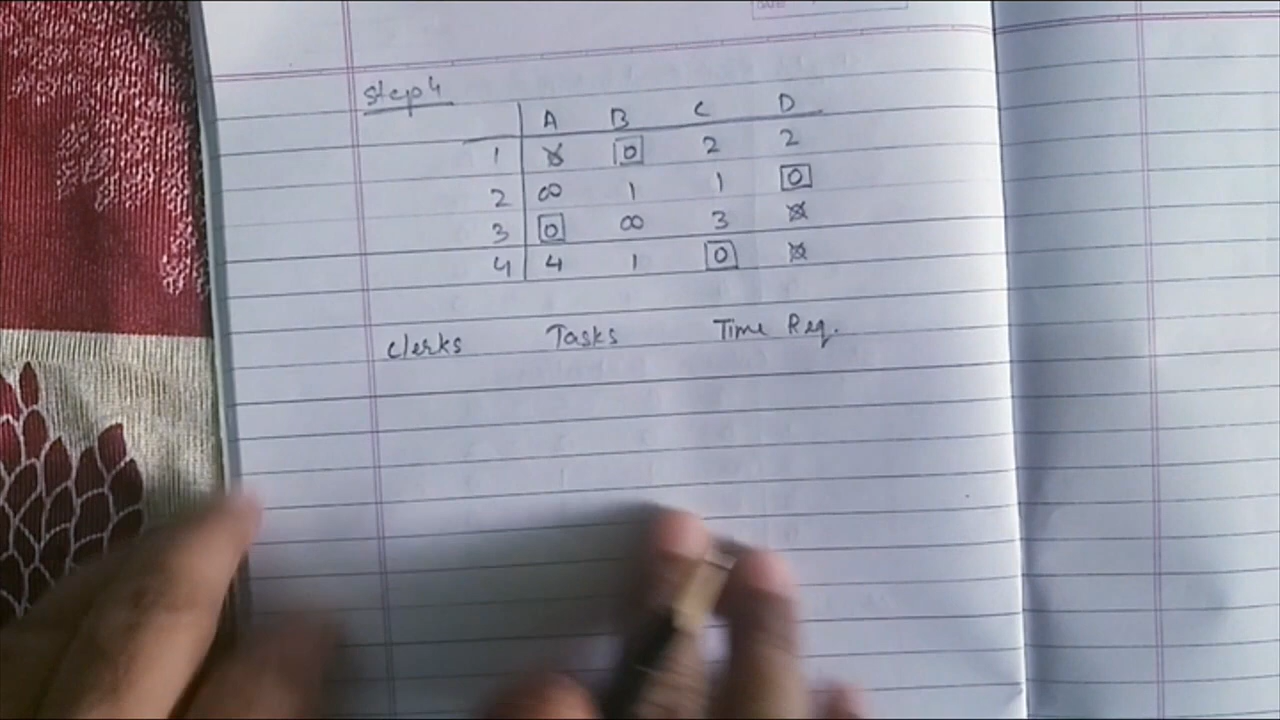 DATE
Step 4
A B C D
1 0 0 2 2
2 ∞ 1 1 0
3 0 ∞ 3 0
4 4 1 0 0
Clerks Tasks Time Req.